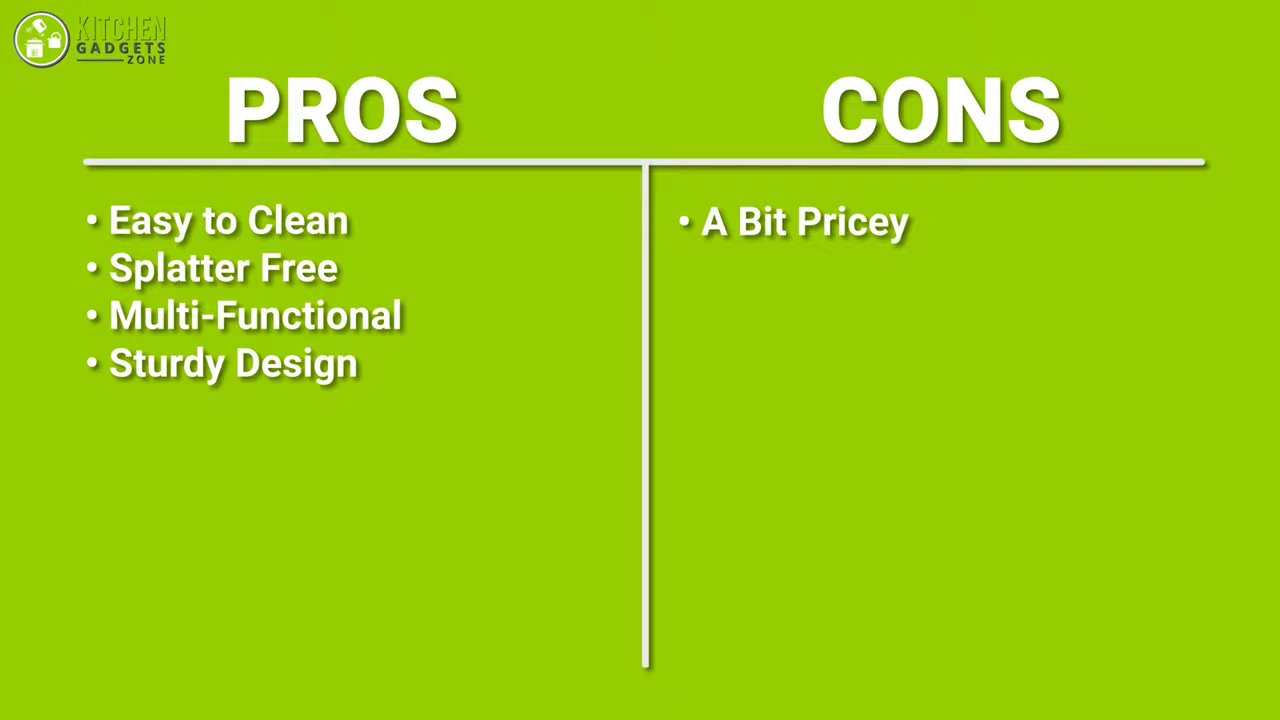 KITCHEN
GADGETS
ZONE
PROS
CONS
• Easy to Clean
• Splatter Free
• Multi-Functional
• Sturdy Design
• A Bit Pricey